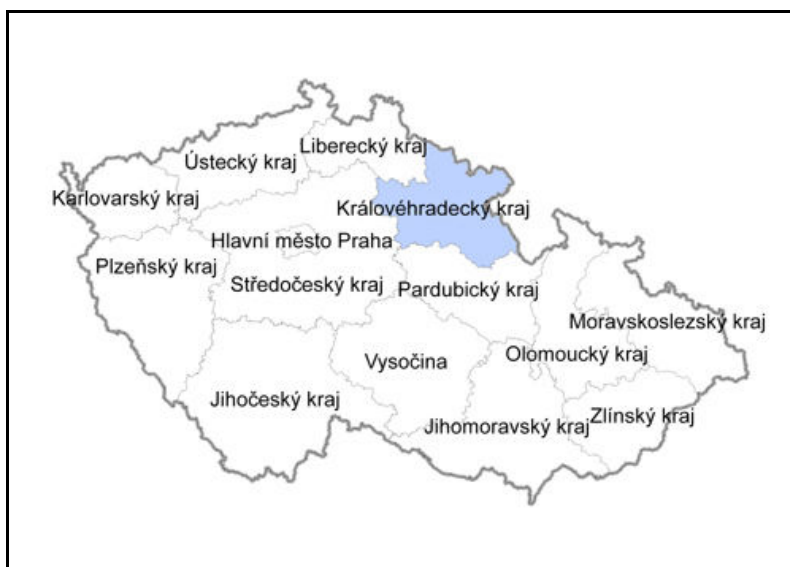 Liberecký kraj
Ústecký kraj
Karlovarský kraj
Královéhradecký kraj
Hlavní město Praha
Plzeňský kraj
Středočeský kraj
Pardubický kraj
Moravskoslezský kraj
Olomoucký kraj
Vysočina
Jihočeský kraj
Zlínský kraj
Jihomoravský kraj